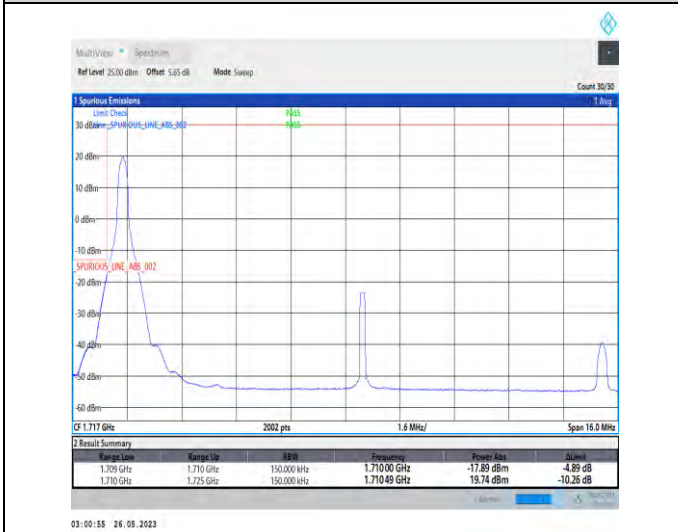 MultiView Spectrum
Ref Level 25.00 dBm Offset 5.65 dB Mode Sweep
Count 30/30
1 Spurious Emissions 1 Avg
Limit Check PASS
30 dBm _SPURIOUS_LINE_ABS_002 PASS
20 dBm
10 dBm
0 dBm
-10 dBm
_SPURIOUS_LINE_ABS_002
-20 dBm
-30 dBm
-40 dBm
-50 dBm
-60 dBm
CF 1.717 GHz 2002 pts 1.6 MHz/ Span 16.0 MHz
2 Result Summary
Range Low Range Up RBW Frequency Power Abs ΔLimit
1.709 GHz 1.710 GHz 150.000 kHz 1.71000 GHz -17.89 dBm -4.89 dB
1.710 GHz 1.725 GHz 150.000 kHz 1.71049 GHz 19.74 dBm -10.26 dB
03:00:55 26.05.2023